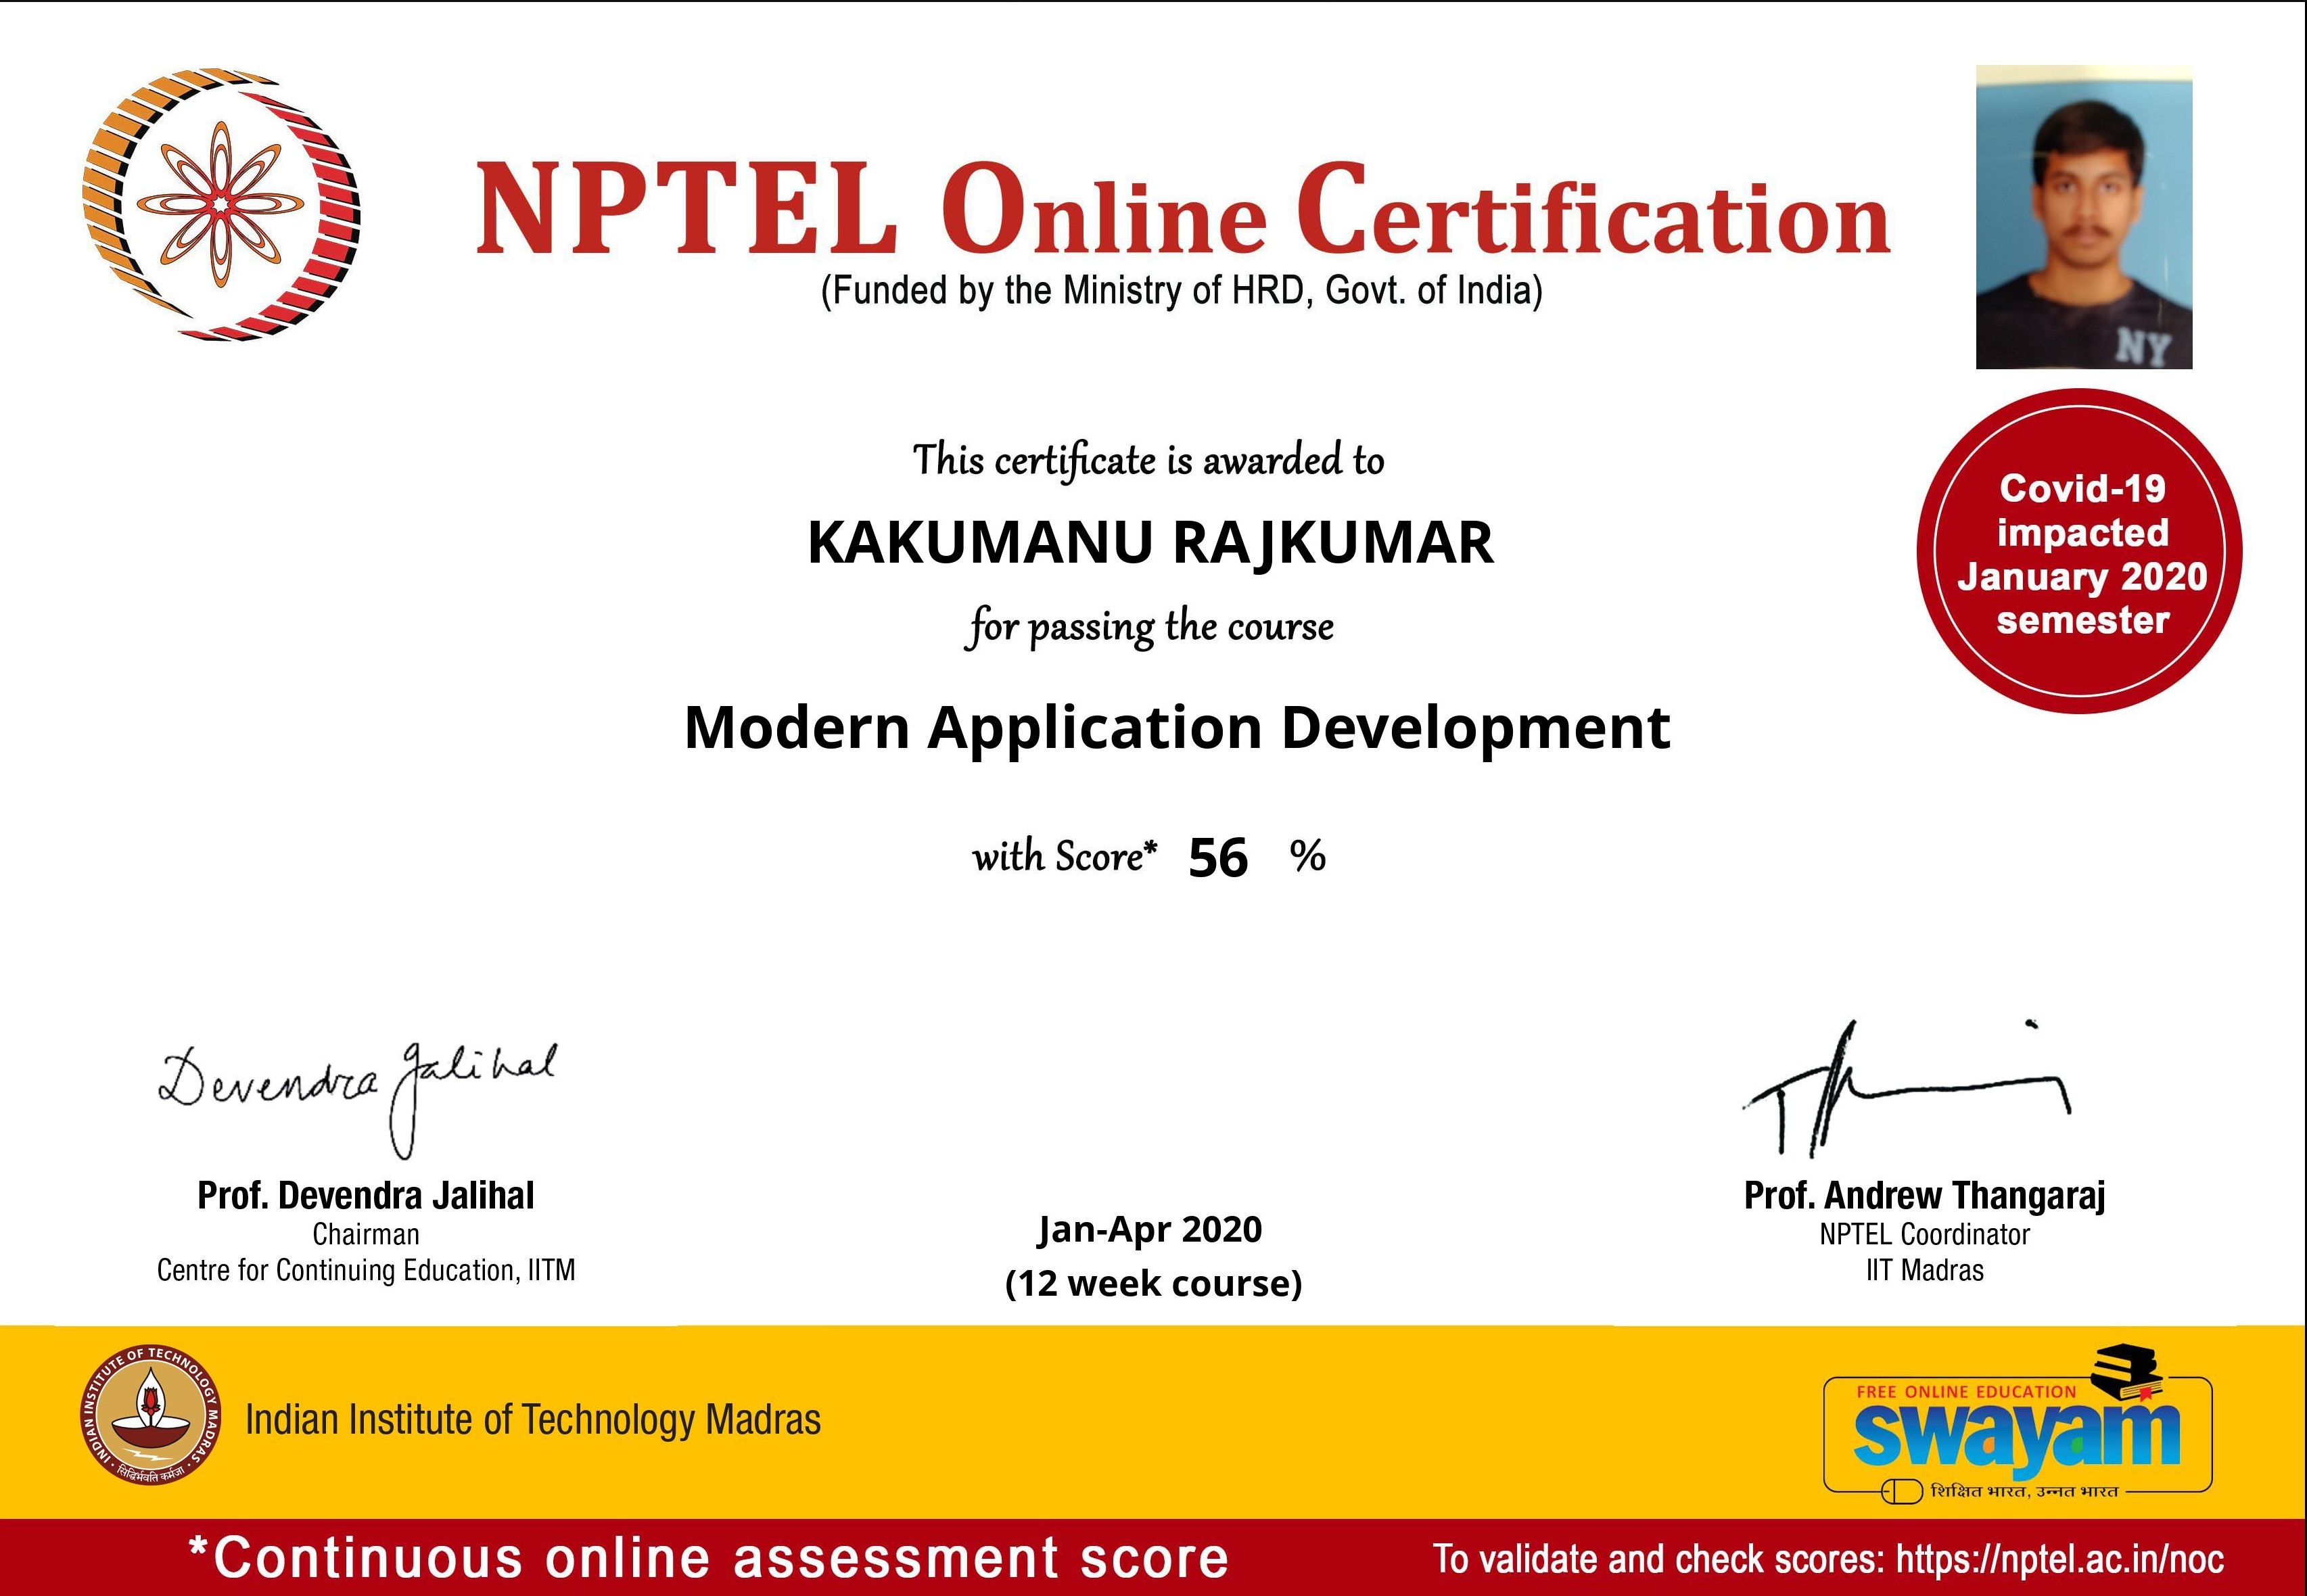 NPTEL Online Certification
(Funded by the Ministry of HRD, Govt. of India)
NY
This certificate is awarded to
KAKUMANU RAJKUMAR
for passing the course
Modern Application Development
with Score* 56 %
Covid-19
impacted
January 2020
semester
Devendra Jalihal
Prof. Devendra Jalihal
Chairman
Centre for Continuing Education, IITM
Jan-Apr 2020
(12 week course)
Prof. Andrew Thangaraj
NPTEL Coordinator
IIT Madras
INDIAN INSTITUTE OF TECHNOLOGY MADRAS
सिद्धिर्भवति कर्मजा
Indian Institute of Technology Madras
FREE ONLINE EDUCATION
swayam
शिक्षित भारत, उन्नत भारत
*Continuous online assessment score
To validate and check scores: https://nptel.ac.in/noc